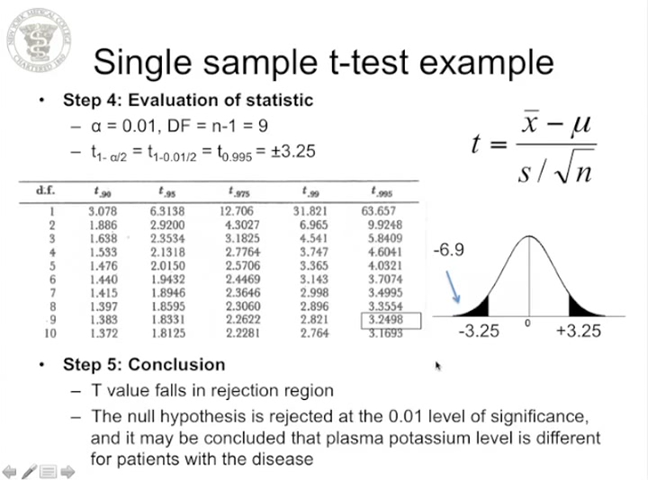 NEW YORK MEDICAL COLLEGE
CHARTERED 1860
Single sample t-test example
• Step 4: Evaluation of statistic
– α = 0.01, DF = n-1 = 9
– t1- α/2 = t1-0.01/2 = t0.995 = ±3.25
t = x̄ − μ / s / √n
d.f. t.90 t.95 t.975 t.99 t.995
1 3.078 6.3138 12.706 31.821 63.657
2 1.886 2.9200 4.3027 6.965 9.9248
3 1.638 2.3534 3.1825 4.541 5.8409
4 1.533 2.1318 2.7764 3.747 4.6041
5 1.476 2.0150 2.5706 3.365 4.0321
6 1.440 1.9432 2.4469 3.143 3.7074
7 1.415 1.8946 2.3646 2.998 3.4995
8 1.397 1.8595 2.3060 2.896 3.3554
9 1.383 1.8331 2.2622 2.821 3.2498
10 1.372 1.8125 2.2281 2.764 3.1693
-6.9
-3.25 0 +3.25
• Step 5: Conclusion
– T value falls in rejection region
– The null hypothesis is rejected at the 0.01 level of significance,
and it may be concluded that plasma potassium level is different
for patients with the disease